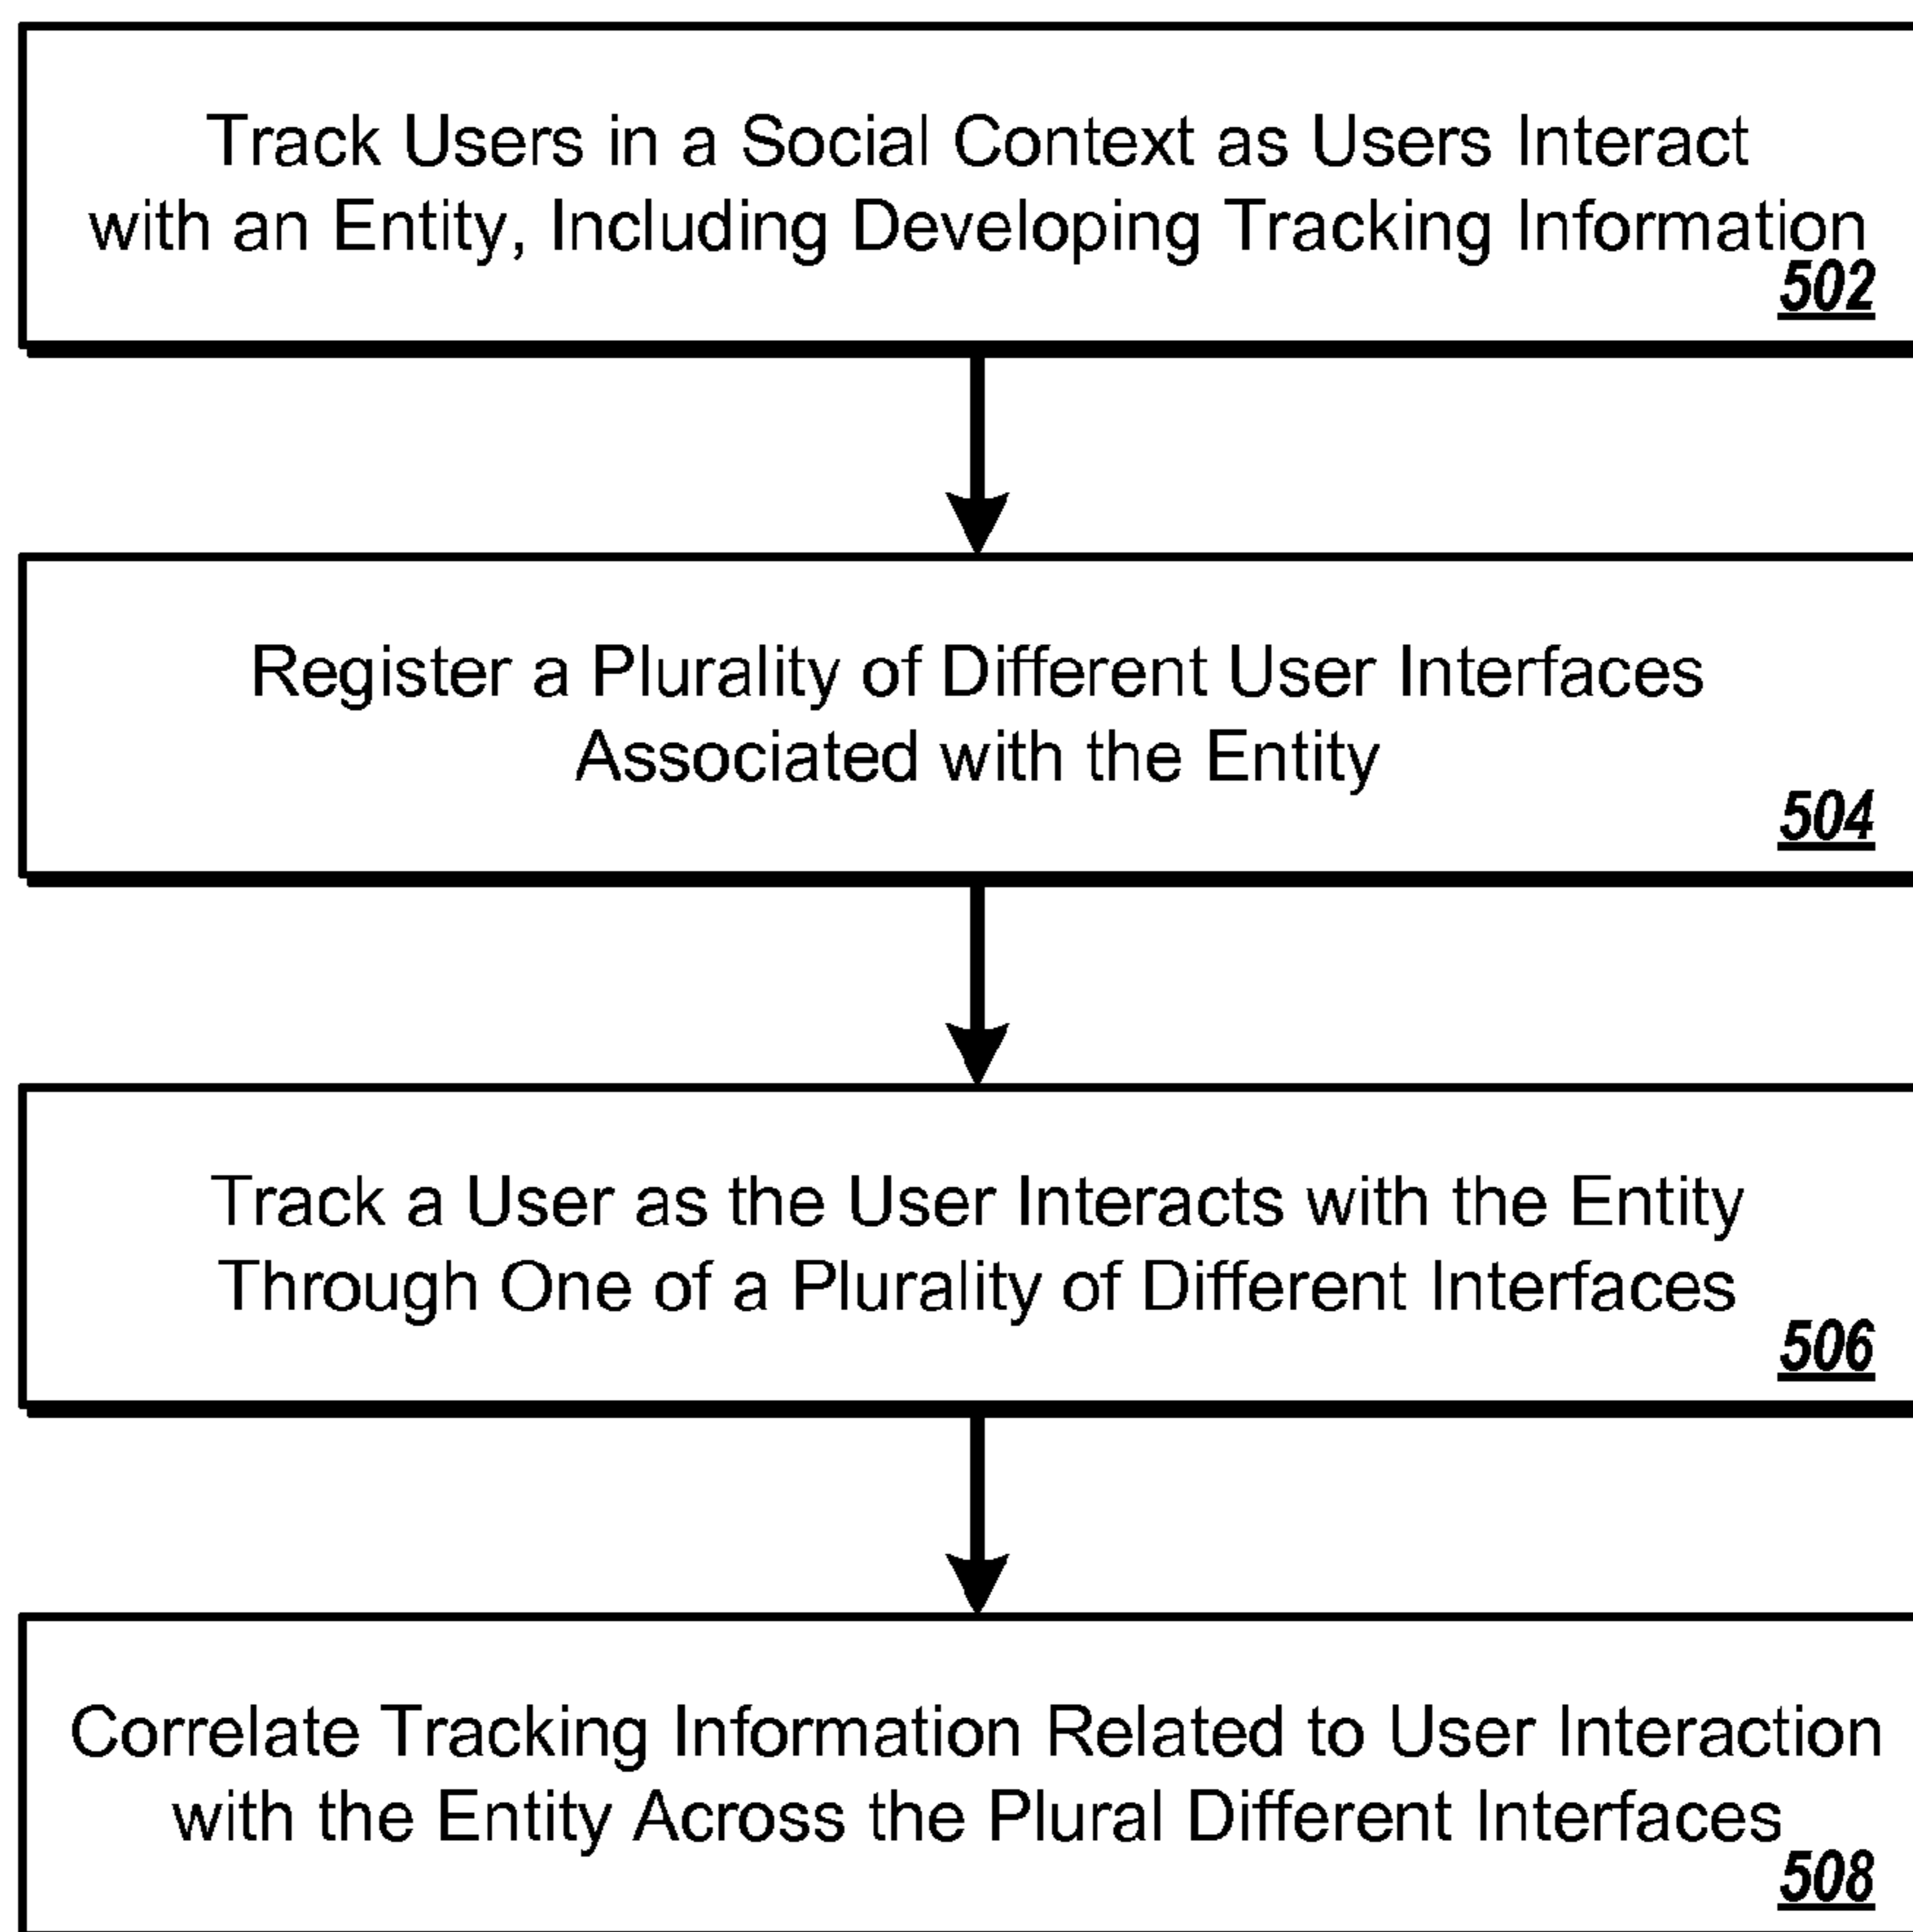 Track Users in a Social Context as Users Interact
with an Entity, Including Developing Tracking Information
502
Register a Plurality of Different User Interfaces
Associated with the Entity
504
Track a User as the User Interacts with the Entity
Through One of a Plurality of Different Interfaces
506
Correlate Tracking Information Related to User Interaction
with the Entity Across the Plural Different Interfaces
508